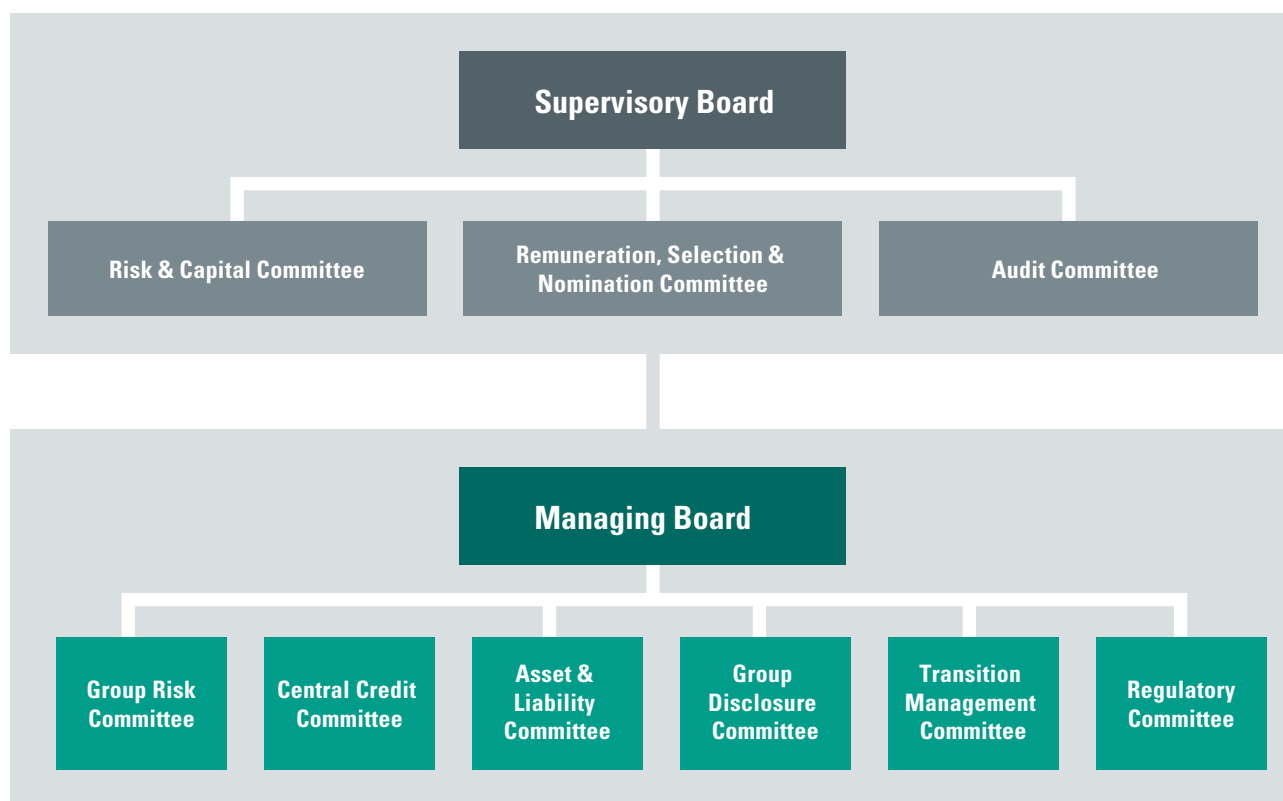 Supervisory Board
Risk & Capital Committee
Remuneration, Selection &
Nomination Committee
Audit Committee
Managing Board
Group Risk
Committee
Central Credit
Committee
Asset &
Liability
Committee
Group
Disclosure
Committee
Transition
Management
Committee
Regulatory
Committee